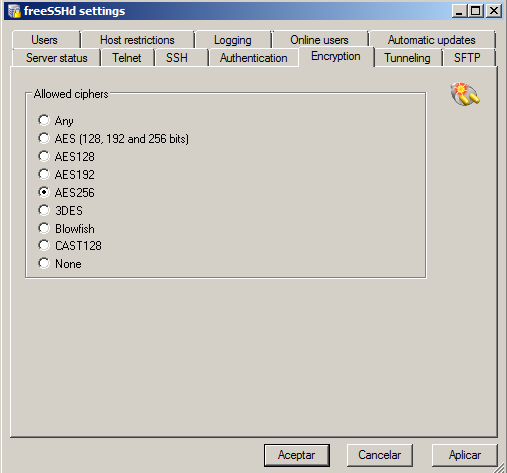 freeSSHd settings
Users Host restrictions Logging Online users Automatic updates
Server status Telnet SSH Authentication Encryption Tunneling SFTP
Allowed ciphers
Any
AES (128, 192 and 256 bits)
AES128
AES192
AES256
3DES
Blowfish
CAST128
None
Aceptar Cancelar Aplicar